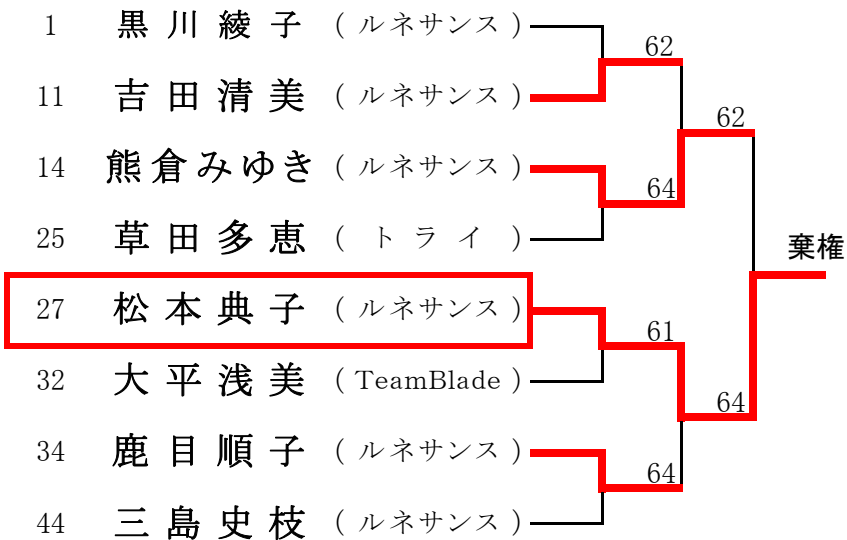 1 黒川綾子 (ルネサンス)
62
11 吉田清美 (ルネサンス)
62
14 熊倉みゆき (ルネサンス)
64
25 草田多恵 (トライ)
棄権
27 松本典子 (ルネサンス)
61
32 大平浅美 (TeamBlade)
64
34 鹿目順子 (ルネサンス)
64
44 三島史枝 (ルネサンス)